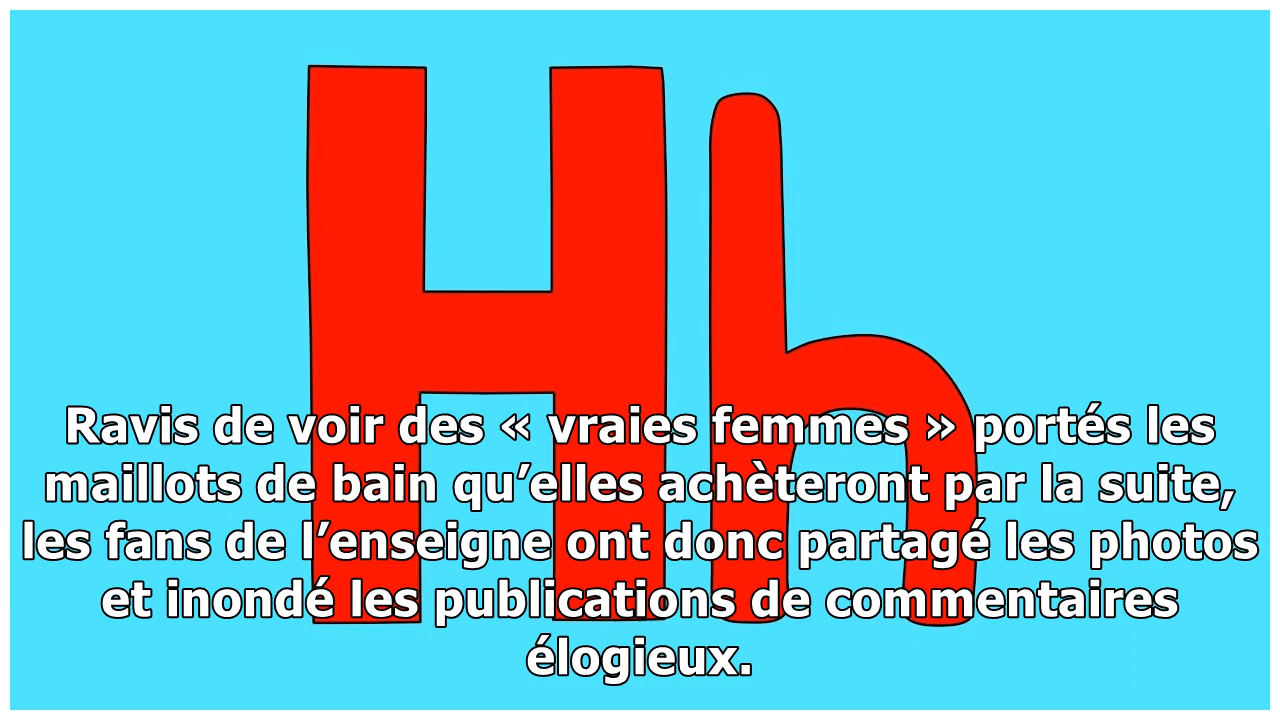 Hh
Ravis de voir des « vraies femmes » portés les
maillots de bain qu’elles achèteront par la suite,
les fans de l’enseigne ont donc partagé les photos
et inondé les publications de commentaires
élogieux.